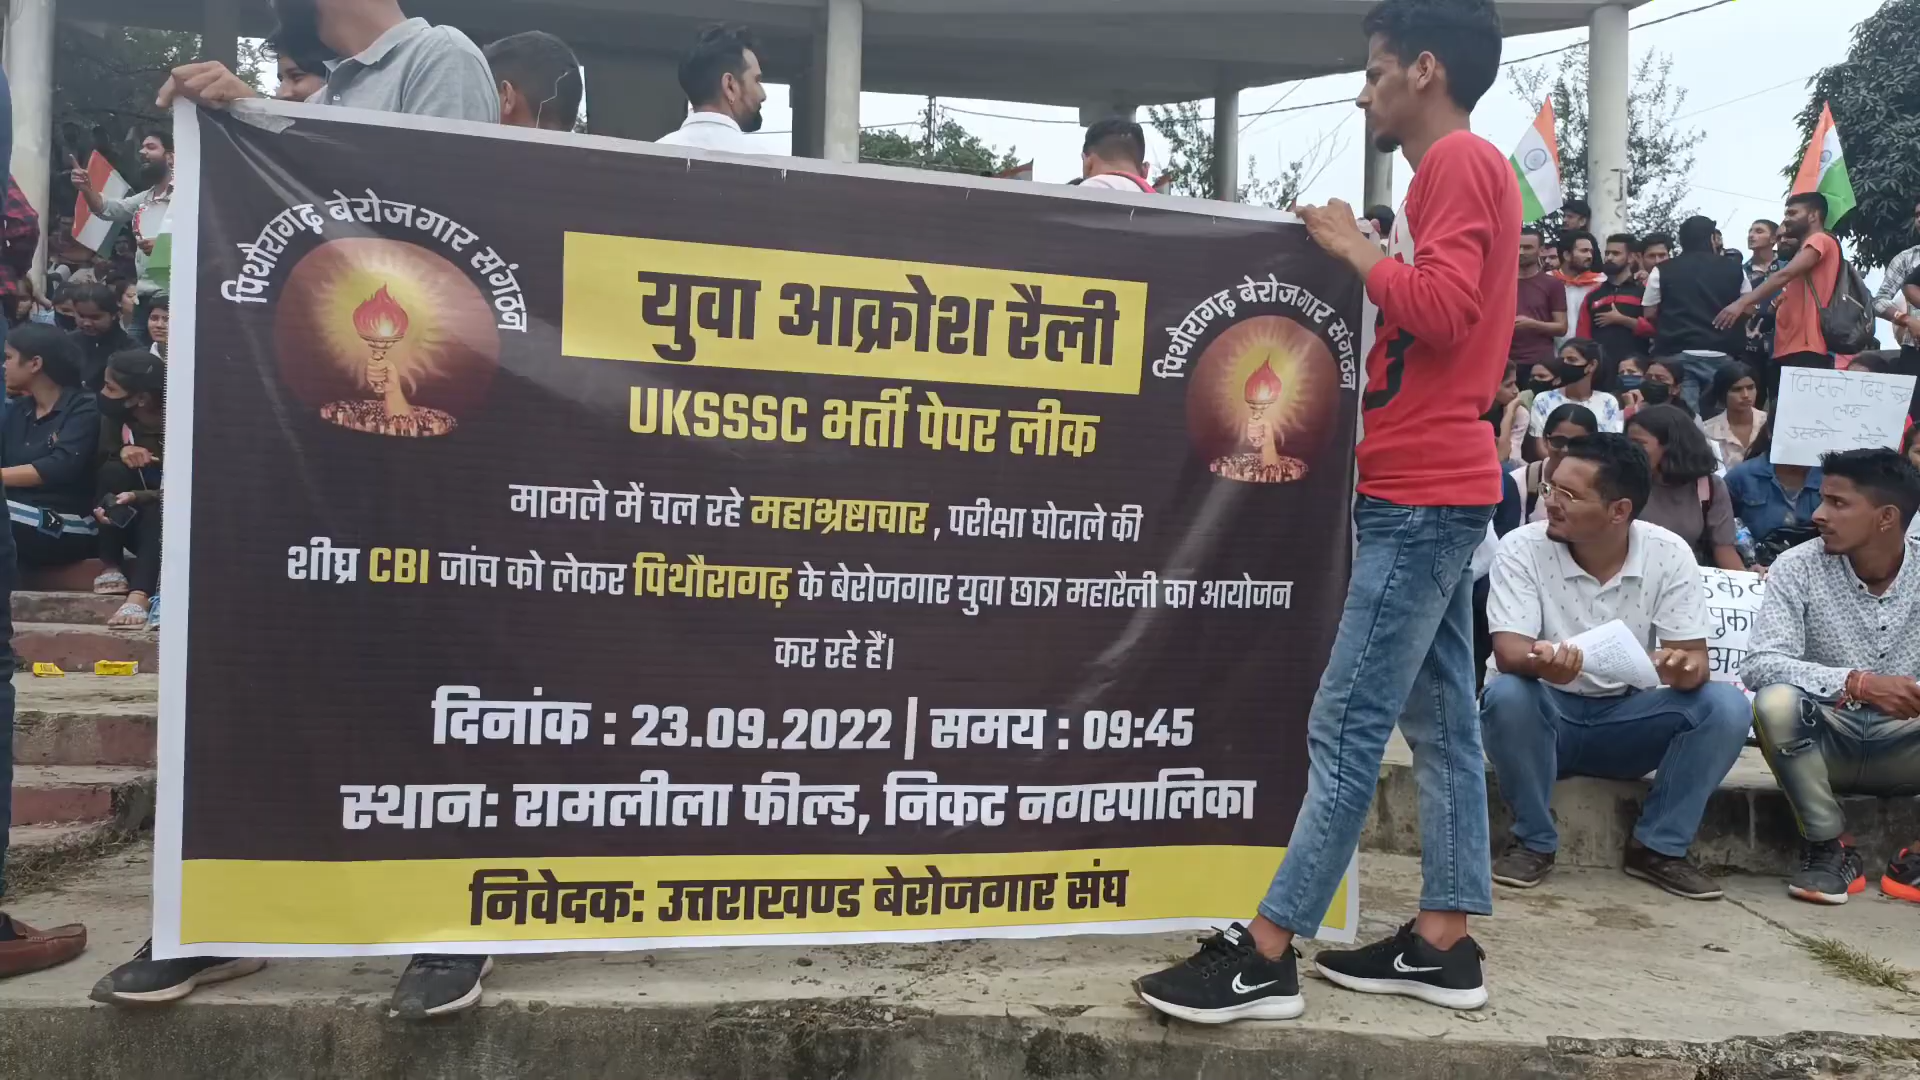 पिथौरागढ़ बेरोजगार संगठन
युवा आक्रोश रैली
पिथौरागढ़ बेरोजगार संगठन
UKSSSC भर्ती पेपर लीक
मामले में चल रहे महाभ्रष्टाचार , परीक्षा घोटाले की
शीघ्र CBI जांच को लेकर पिथौरागढ़ के बेरोजगार युवा छात्र महारैली का आयोजन
कर रहे हैं।
दिनांक : 23.09.2022 | समय : 09:45
स्थान: रामलीला फील्ड, निकट नगरपालिका
निवेदक: उत्तराखण्ड बेरोजगार संघ
जिसने दिए
लाख
उसको